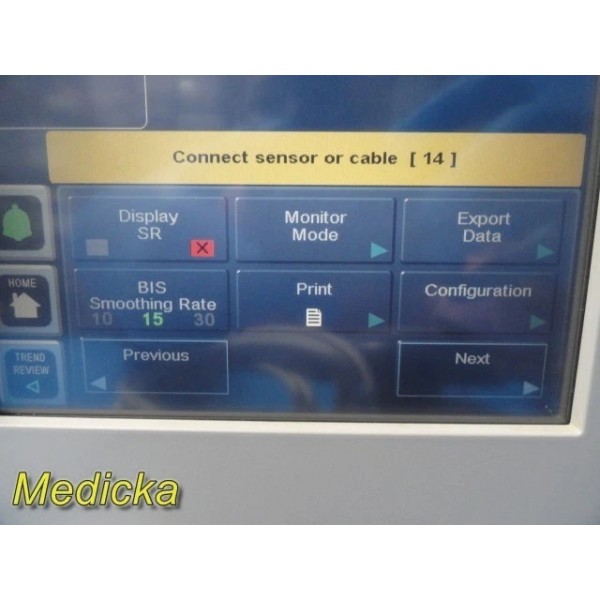 Connect sensor or cable [ 14 ]
Display
SR
Monitor
Mode
Export
Data
HOME
BIS
Smoothing Rate
10 15 30
Print
Configuration
TREND
REVIEW
Previous
Next
Medicka